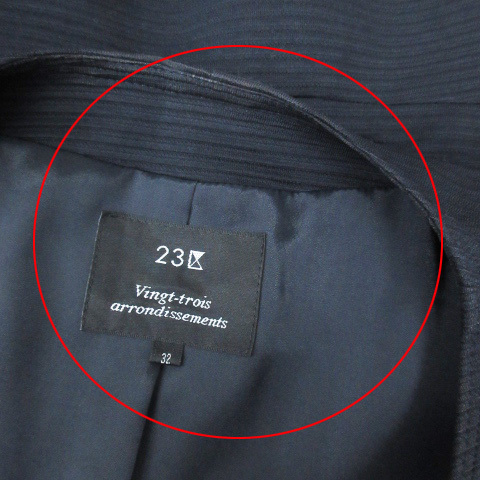 23区
Vingt-trois
arrondissements
32